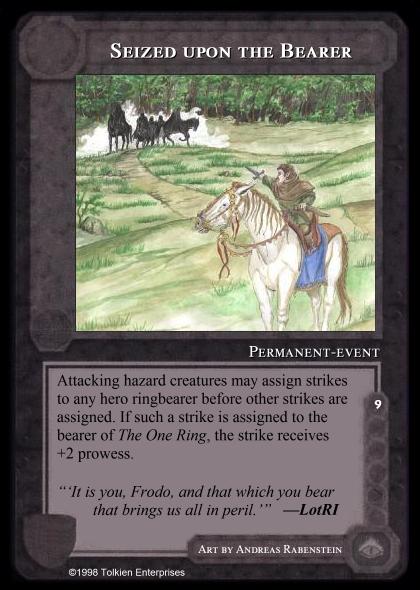 SEIZED UPON THE BEARER
PERMANENT-EVENT
Attacking hazard creatures may assign strikes
to any hero ringbearer before other strikes are
assigned. If such a strike is assigned to the
bearer of The One Ring, the strike receives
+2 prowess.
9
“‘It is you, Frodo, and that which you bear
that brings us all in peril.’” —LotRI
ART BY ANDREAS RABENSTEIN
©1998 Tolkien Enterprises